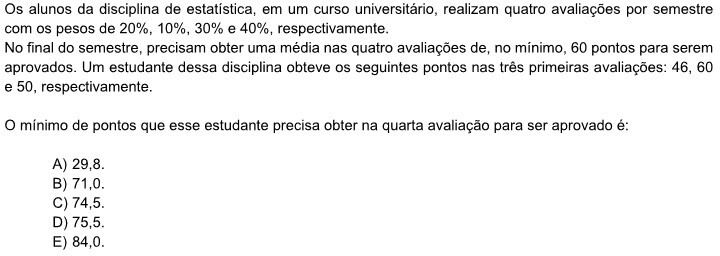 Os alunos da disciplina de estatística, em um curso universitário, realizam quatro avaliações por semestre
com os pesos de 20%, 10%, 30% e 40%, respectivamente.
No final do semestre, precisam obter uma média nas quatro avaliações de, no mínimo, 60 pontos para serem
aprovados. Um estudante dessa disciplina obteve os seguintes pontos nas três primeiras avaliações: 46, 60
e 50, respectivamente.
O mínimo de pontos que esse estudante precisa obter na quarta avaliação para ser aprovado é:
A) 29,8.
B) 71,0.
C) 74,5.
D) 75,5.
E) 84,0.